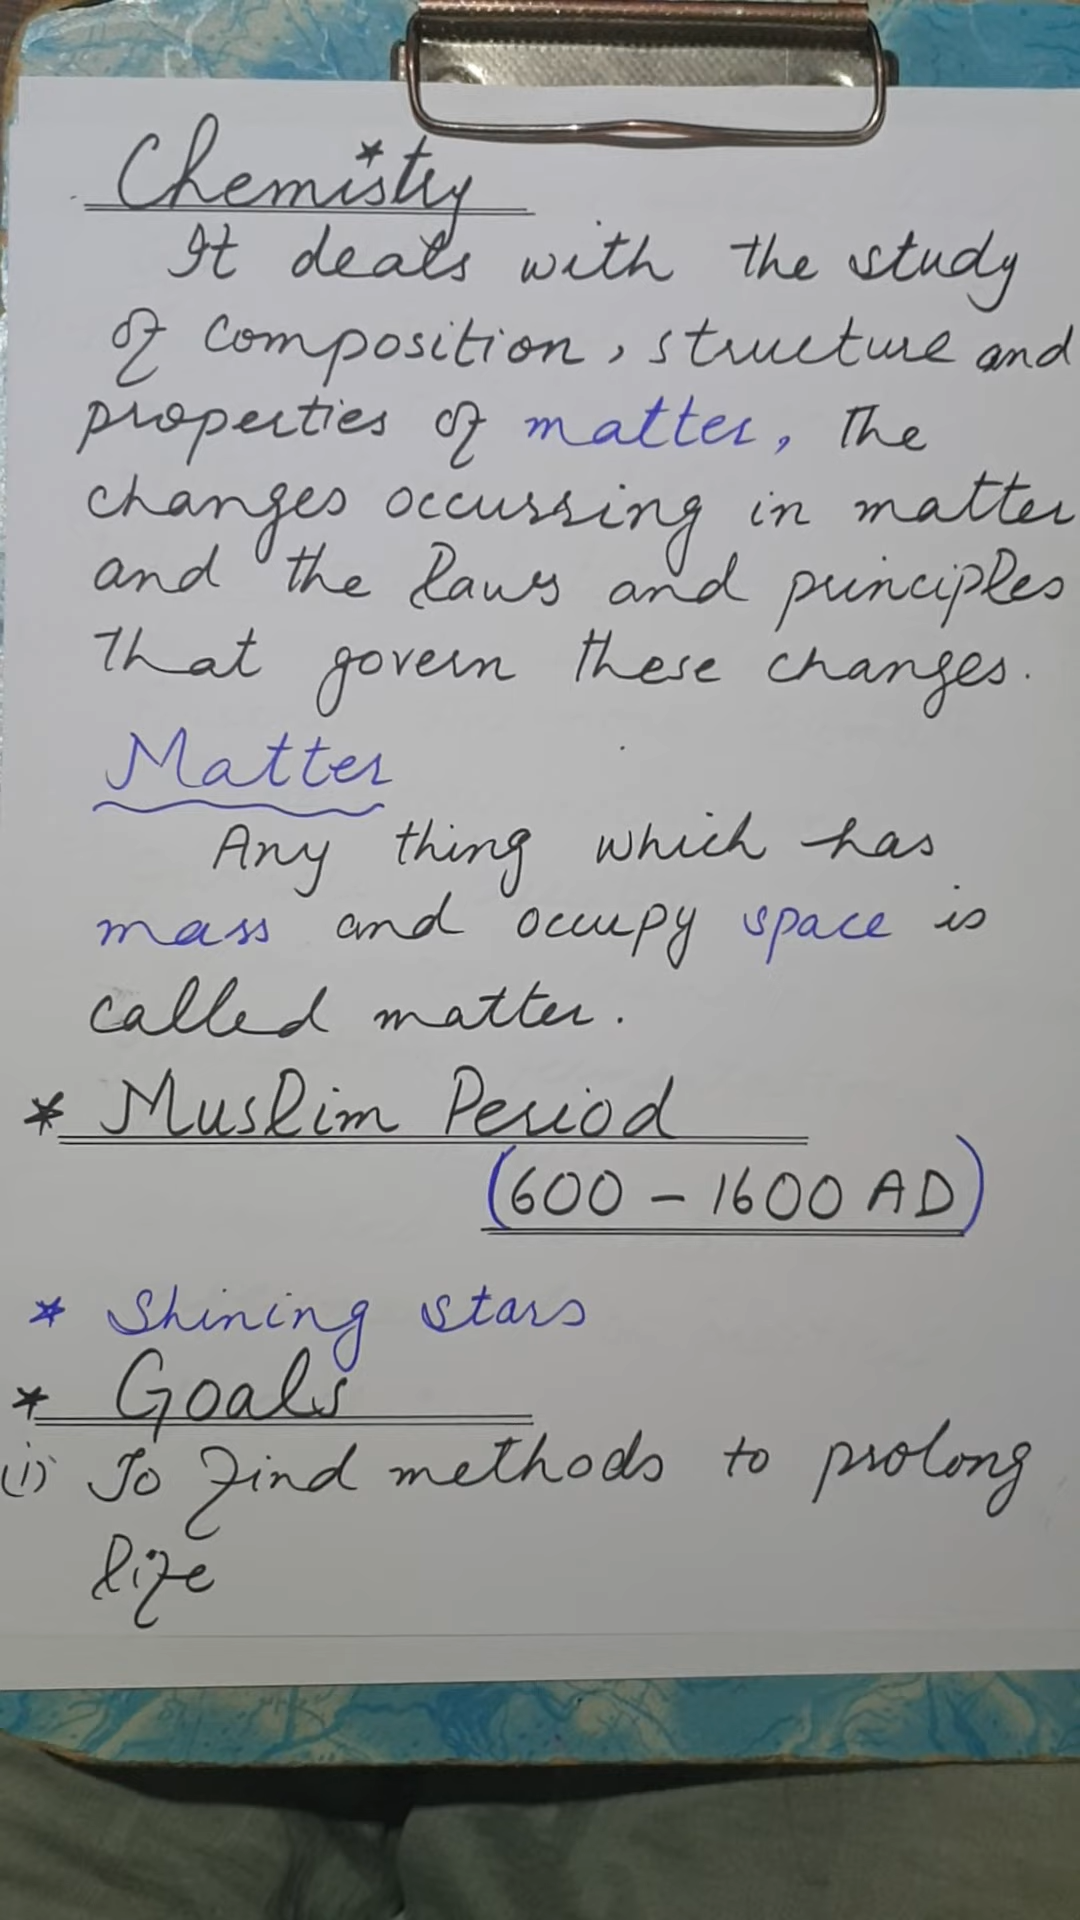 Chemistry
It deals with the study
of composition, structure and
properties of matter, the
changes occurring in matter
and the laws and principles
that govern these changes.
Matter
Any thing which has
mass and occupy space is
called matter.
* Muslim Period
(600 - 1600 AD)
* Shining stars
* Goals
(i) To find methods to prolong
life